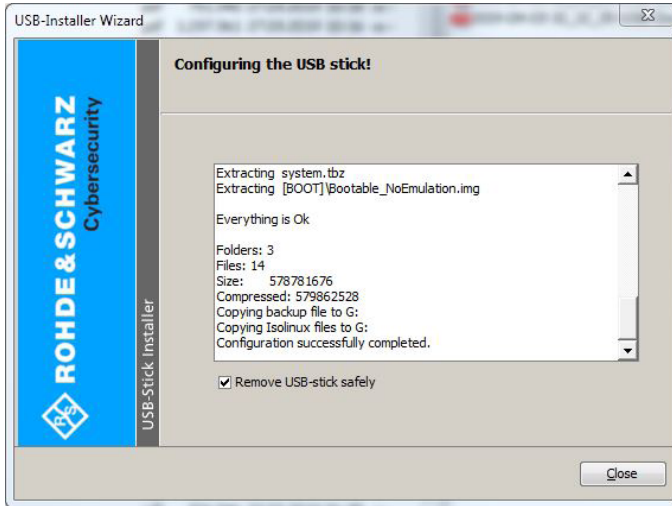 USB-Installer Wizard
Configuring the USB stick!
ROHDE & SCHWARZ
Cybersecurity
USB-Stick Installer
R S
Extracting system.tbz
Extracting [BOOT]\Bootable_NoEmulation.img
Everything is Ok
Folders: 3
Files: 14
Size: 578781676
Compressed: 579862528
Copying backup file to G:
Copying Isolinux files to G:
Configuration successfully completed.
Remove USB-stick safely
Close